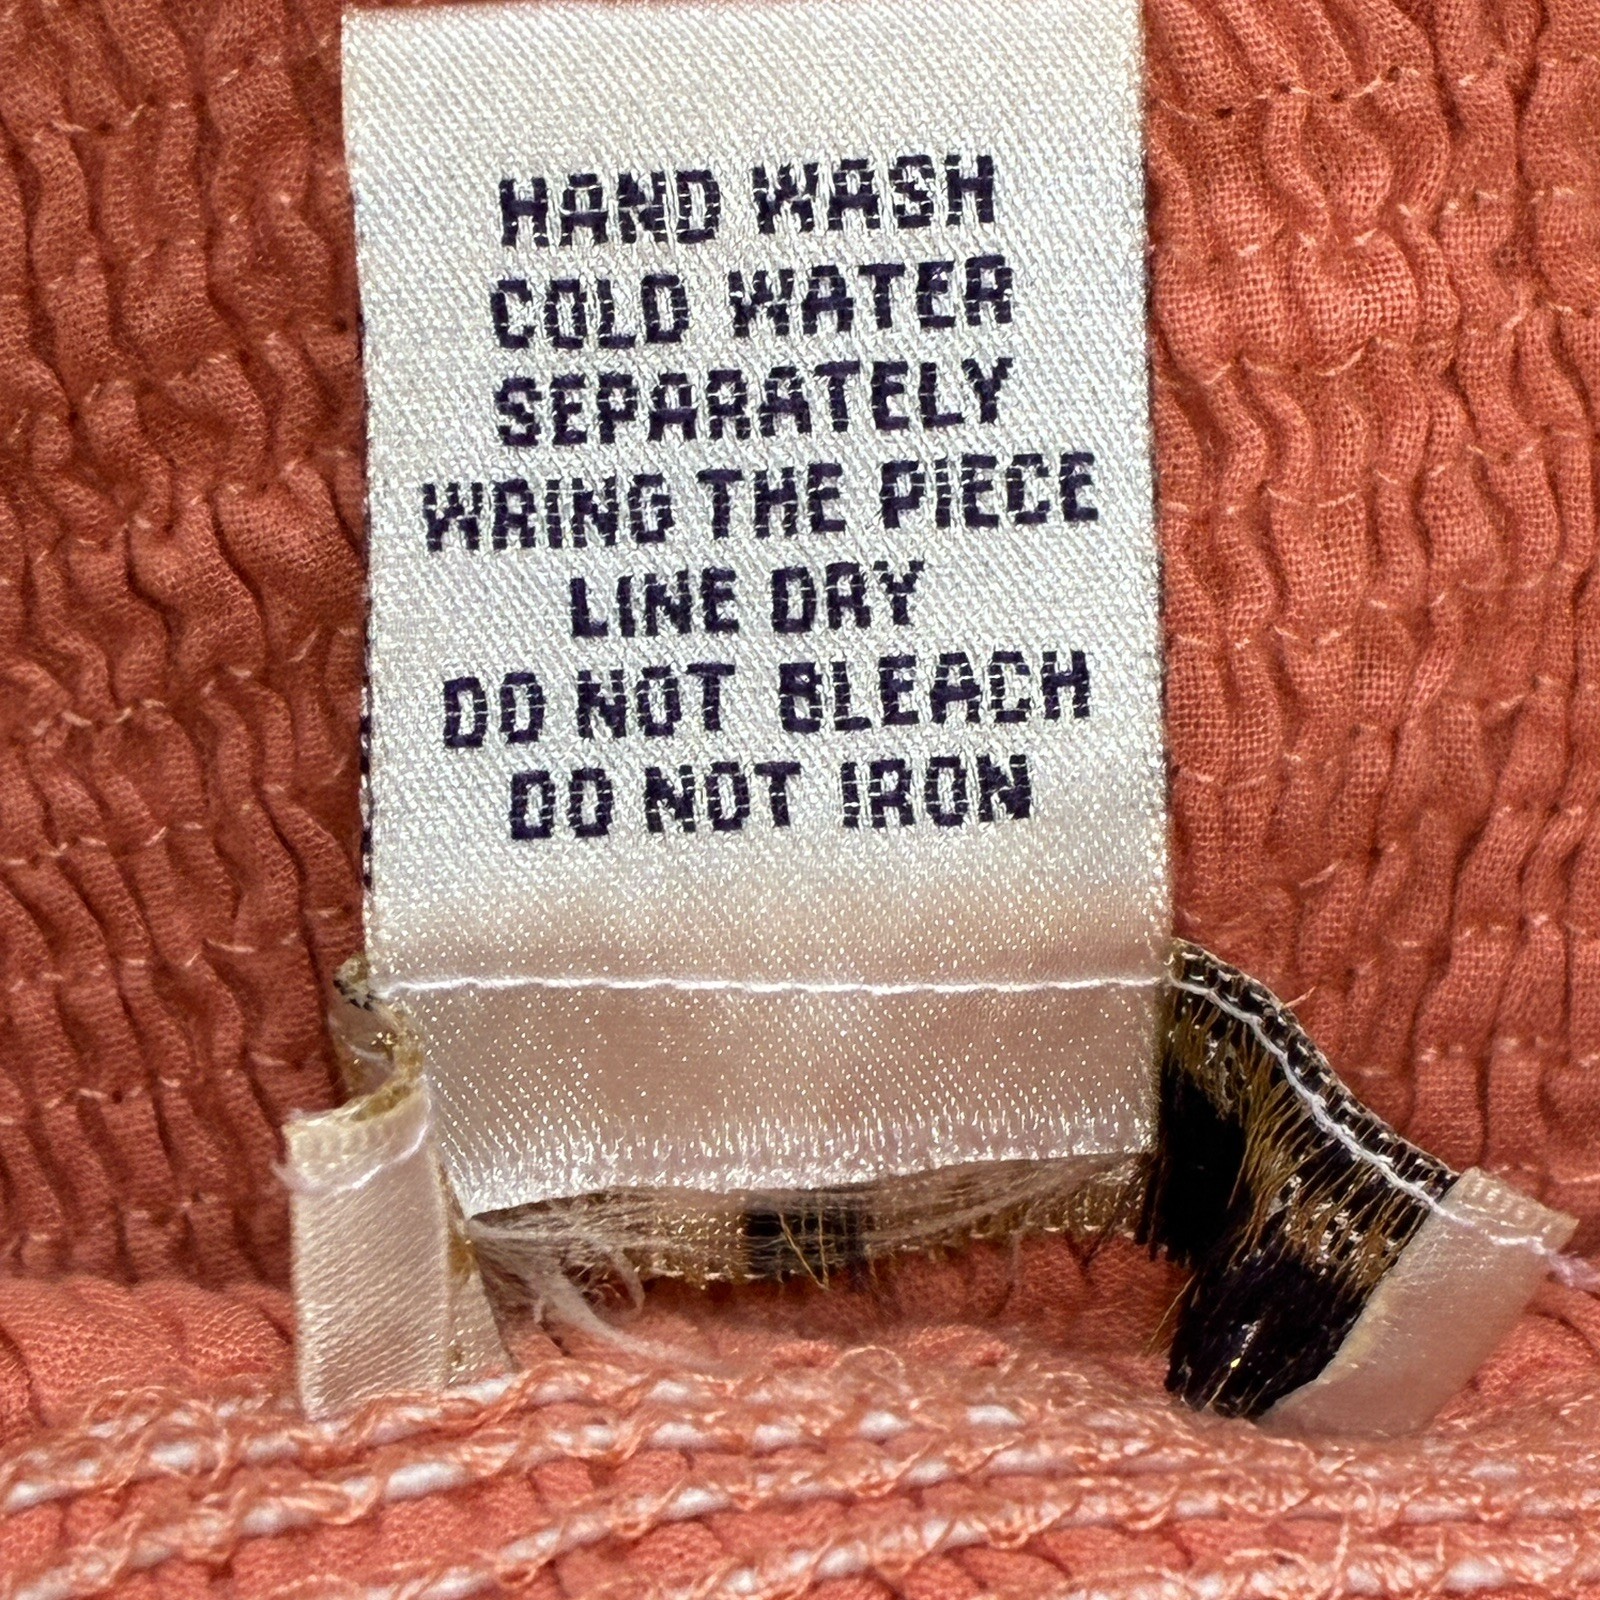 HAND WASH
COLD WATER
SEPARATELY
WRING THE PIECE
LINE DRY
DO NOT BLEACH
DO NOT IRON